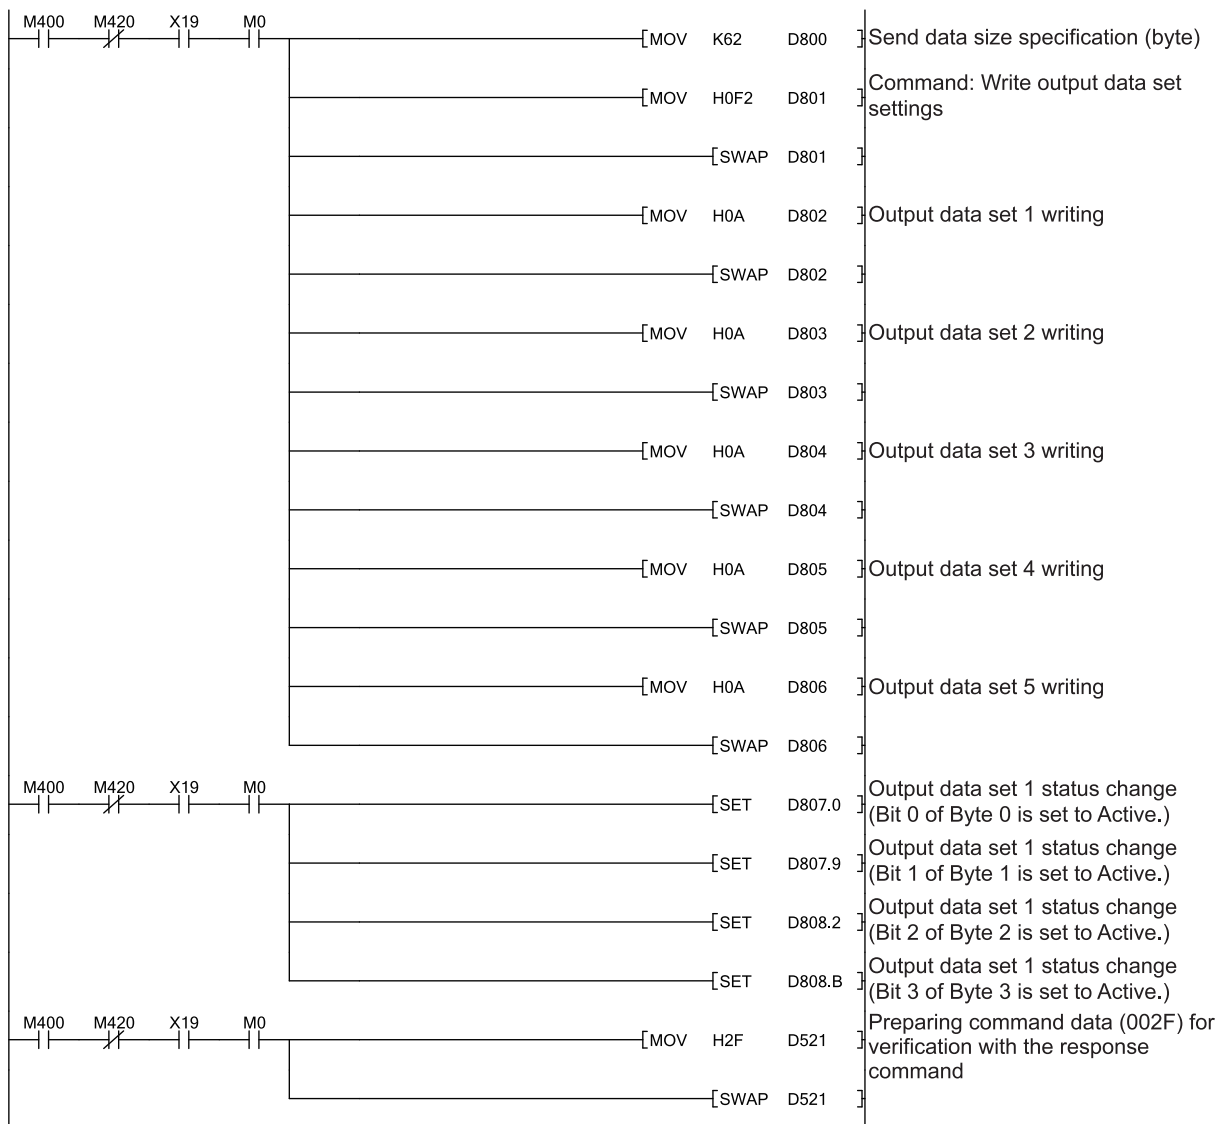 M400 M420 X19 M0
[MOV K62 D800 ] Send data size specification (byte)
[MOV H0F2 D801 ] Command: Write output data set
settings
[SWAP D801 ]
[MOV H0A D802 ] Output data set 1 writing
[SWAP D802 ]
[MOV H0A D803 ] Output data set 2 writing
[SWAP D803 ]
[MOV H0A D804 ] Output data set 3 writing
[SWAP D804 ]
[MOV H0A D805 ] Output data set 4 writing
[SWAP D805 ]
[MOV H0A D806 ] Output data set 5 writing
[SWAP D806 ]
M400 M420 X19 M0
[SET D807.0 ] Output data set 1 status change
(Bit 0 of Byte 0 is set to Active.)
[SET D807.9 ] Output data set 1 status change
(Bit 1 of Byte 1 is set to Active.)
[SET D808.2 ] Output data set 1 status change
(Bit 2 of Byte 2 is set to Active.)
[SET D808.B ] Output data set 1 status change
(Bit 3 of Byte 3 is set to Active.)
M400 M420 X19 M0
[MOV H2F D521 ] Preparing command data (002F) for
verification with the response
command
[SWAP D521 ]